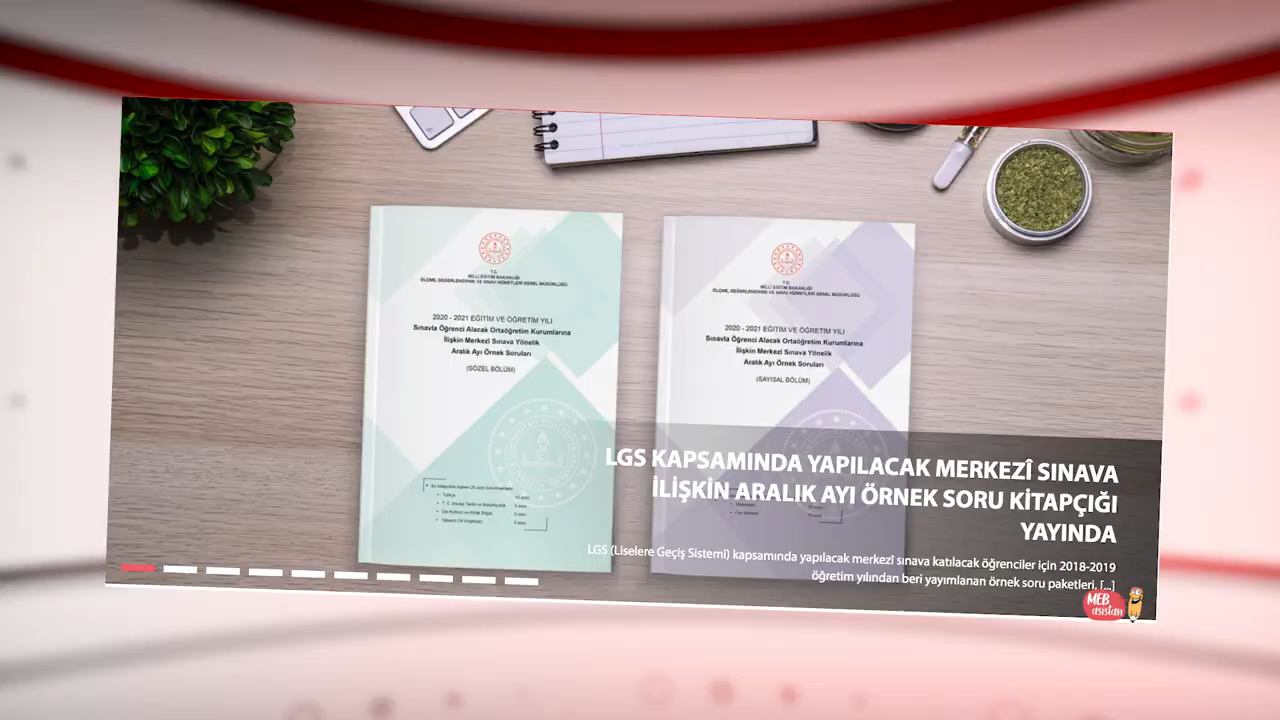 T.C.
MİLLİ EĞİTİM BAKANLIĞI
ÖLÇME, DEĞERLENDİRME VE SINAV HİZMETLERİ GENEL MÜDÜRLÜĞÜ
2020 - 2021 EĞİTİM VE ÖĞRETİM YILI
Sınavla Öğrenci Alacak Ortaöğretim Kurumlarına
İlişkin Merkezî Sınava Yönelik
Aralık Ayı Örnek Soruları
(SÖZEL BÖLÜM)
Türkçe
T.C.
MİLLİ EĞİTİM BAKANLIĞI
ÖLÇME, DEĞERLENDİRME VE SINAV HİZMETLERİ GENEL MÜDÜRLÜĞÜ
2020 - 2021 EĞİTİM VE ÖĞRETİM YILI
Sınavla Öğrenci Alacak Ortaöğretim Kurumlarına
İlişkin Merkezî Sınava Yönelik
Aralık Ayı Örnek Soruları
(SAYISAL BÖLÜM)
LGS KAPSAMINDA YAPILACAK MERKEZÎ SINAVA
İLİŞKİN ARALIK AYI ÖRNEK SORU KİTAPÇIĞI
YAYINDA
LGS (Liselere Geçiş Sistemi) kapsamında yapılacak merkezî sınava katılacak öğrenciler için 2018-2019
öğretim yılından beri yayımlanan örnek soru paketleri, [...]
MEB
asistan